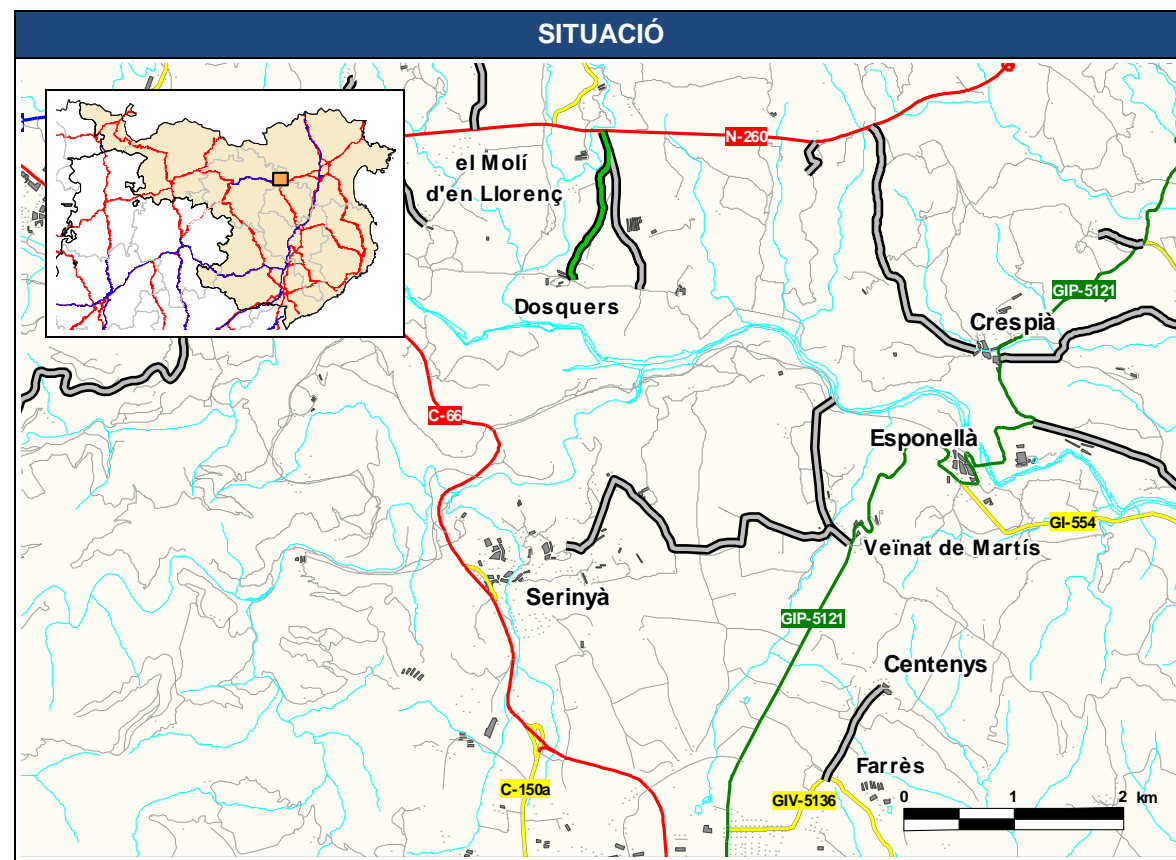 SITUACIÓ
N-260
el Molí
d'en Llorenç
GIP-5121
Dosquers
Crespià
C-66
Esponellà
GI-554
Veïnat de Martís
Serinyà
GIP-5121
Centenys
Farrès
C-150a
GIV-5136
0 1 2 km